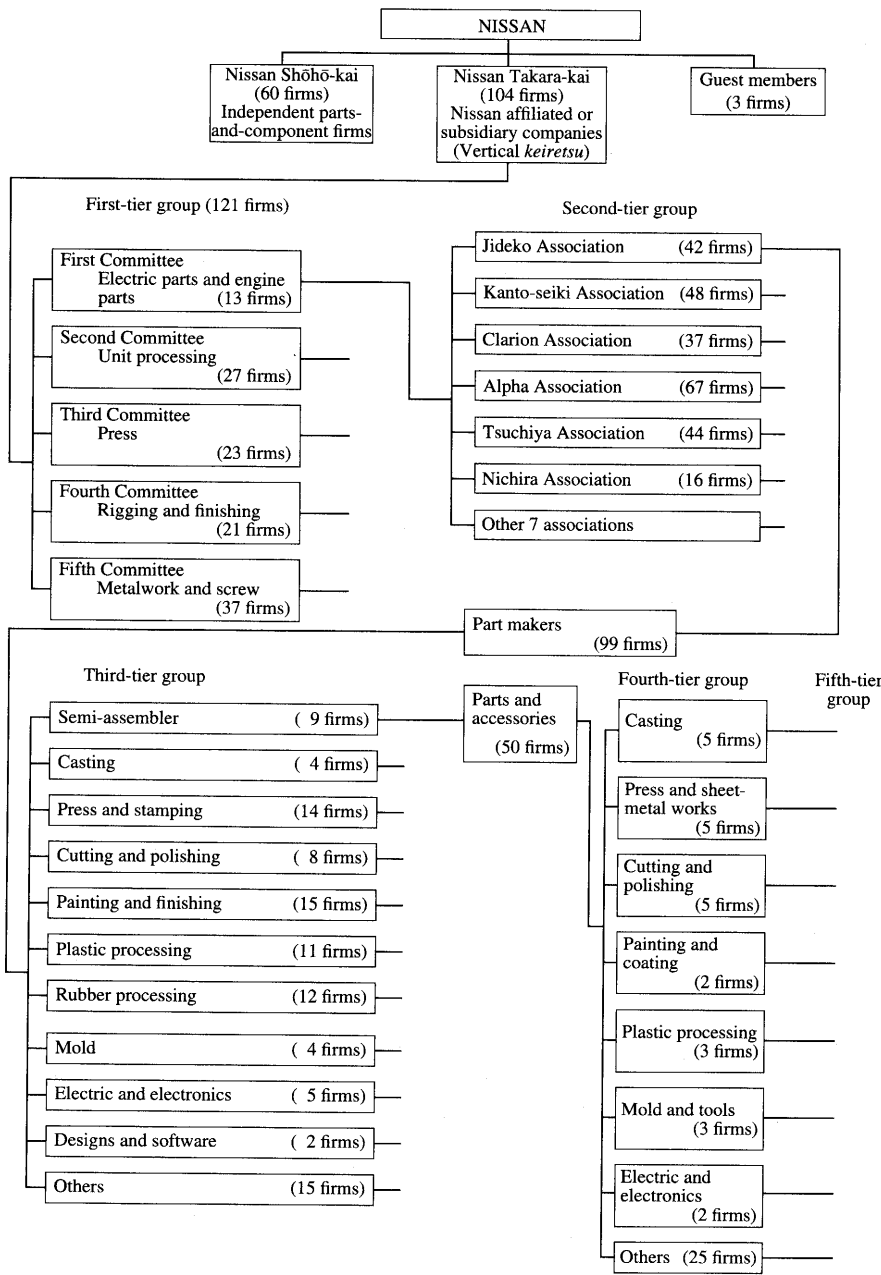 NISSAN
Nissan Shōhō-kai
(60 firms)
Independent parts-
and-component firms
Nissan Takara-kai
(104 firms)
Nissan affiliated or
subsidiary companies
(Vertical keiretsu)
Guest members
(3 firms)
First-tier group (121 firms)
First Committee
Electric parts and engine
parts (13 firms)
Second Committee
Unit processing
(27 firms)
Third Committee
Press
(23 firms)
Fourth Committee
Rigging and finishing
(21 firms)
Fifth Committee
Metalwork and screw
(37 firms)
Second-tier group
Jideko Association (42 firms)
Kanto-seiki Association (48 firms)
Clarion Association (37 firms)
Alpha Association (67 firms)
Tsuchiya Association (44 firms)
Nichira Association (16 firms)
Other 7 associations
Part makers
(99 firms)
Third-tier group
Semi-assembler ( 9 firms)
Casting ( 4 firms)
Press and stamping (14 firms)
Cutting and polishing ( 8 firms)
Painting and finishing (15 firms)
Plastic processing (11 firms)
Rubber processing (12 firms)
Mold ( 4 firms)
Electric and electronics ( 5 firms)
Designs and software ( 2 firms)
Others (15 firms)
Parts and
accessories
(50 firms)
Fourth-tier group
Casting
(5 firms)
Press and sheet-
metal works
(5 firms)
Cutting and
polishing
(5 firms)
Painting and
coating
(2 firms)
Plastic processing
(3 firms)
Mold and tools
(3 firms)
Electric and
electronics
(2 firms)
Others (25 firms)
Fifth-tier
group